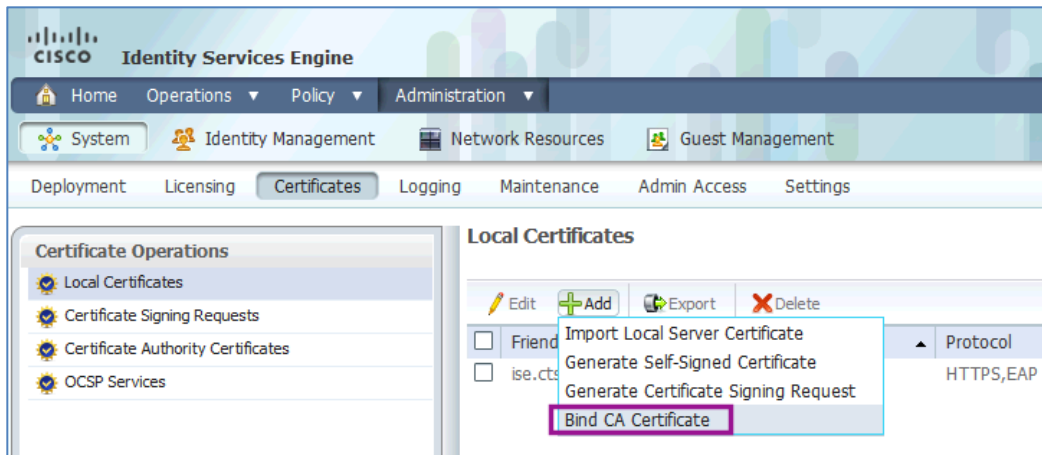 CISCO Identity Services Engine
Home Operations ▼ Policy ▼ Administration ▼
System Identity Management Network Resources Guest Management
Deployment Licensing Certificates Logging Maintenance Admin Access Settings
Certificate Operations
Local Certificates
Certificate Signing Requests
Certificate Authority Certificates
OCSP Services
Local Certificates
Edit Add Export Delete
Friend Protocol
ise.cts HTTPS,EAP
Import Local Server Certificate
Generate Self-Signed Certificate
Generate Certificate Signing Request
Bind CA Certificate